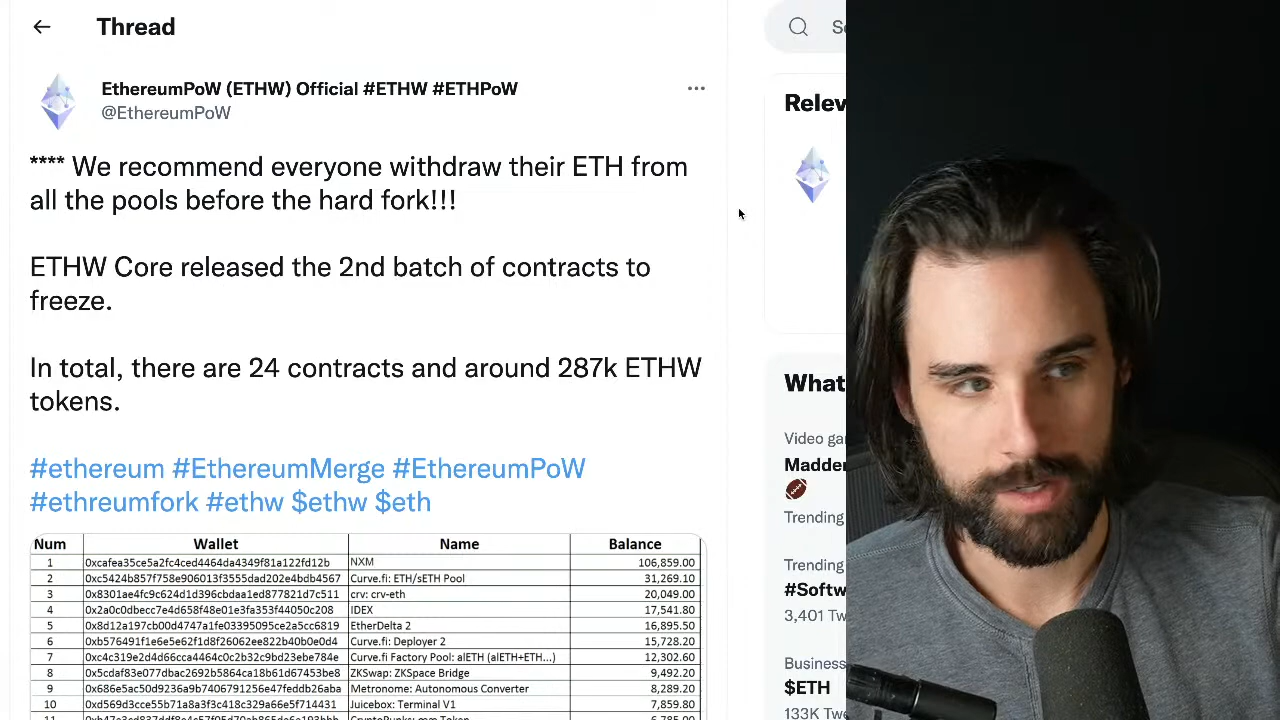 Thread
Se
EthereumPoW (ETHW) Official #ETHW #ETHPoW
@EthereumPoW
**** We recommend everyone withdraw their ETH from
all the pools before the hard fork!!!
ETHW Core released the 2nd batch of contracts to
freeze.
In total, there are 24 contracts and around 287k ETHW
tokens.
#ethereum #EthereumMerge #EthereumPoW
#ethreumfork #ethw $ethw $eth
Num Wallet Name Balance
1 0xcafea35ce5a2fc4ced4464da4349f81a122fd12b NXM 106,859.00
2 0xc5424b857f758e906013f3555dad202e4bdb4567 Curve.fi: ETH/sETH Pool 31,269.10
3 0x8301ae4fc9c624d1d396cbdaa1ed877821d7c511 crv: crv-eth 20,049.00
4 0x2a0c0dbecc7e4d658f48e01e3fa353f44050c208 IDEX 17,541.80
5 0x8d12a197cb00d4747a1fe03395095ce2a5cc6819 EtherDelta 2 16,895.50
6 0xb576491f1e6e5e62f1d8f26062ee822b40b0e0d4 Curve.fi: Deployer 2 15,728.20
7 0xc4c319e2d4d66cca4464c0c2b32c9bd23ebe784e Curve.fi Factory Pool: alETH (alETH+ETH...) 12,302.60
8 0x5cdaf83e077dbac2692b5864ca18b61d67453be8 ZKSwap: ZKSpace Bridge 9,492.20
9 0x686e5ac50d9236a9b7406791256e47feddb26aba Metronome: Autonomous Converter 8,289.20
10 0xd569d3cce55b71a8a3f3c418c329a66e5f714431 Juicebox: Terminal V1 7,859.80
11
Relev
What
Video ga
Madde
Trending
#Softw
3,401 Tw
Business
$ETH
133K Tw